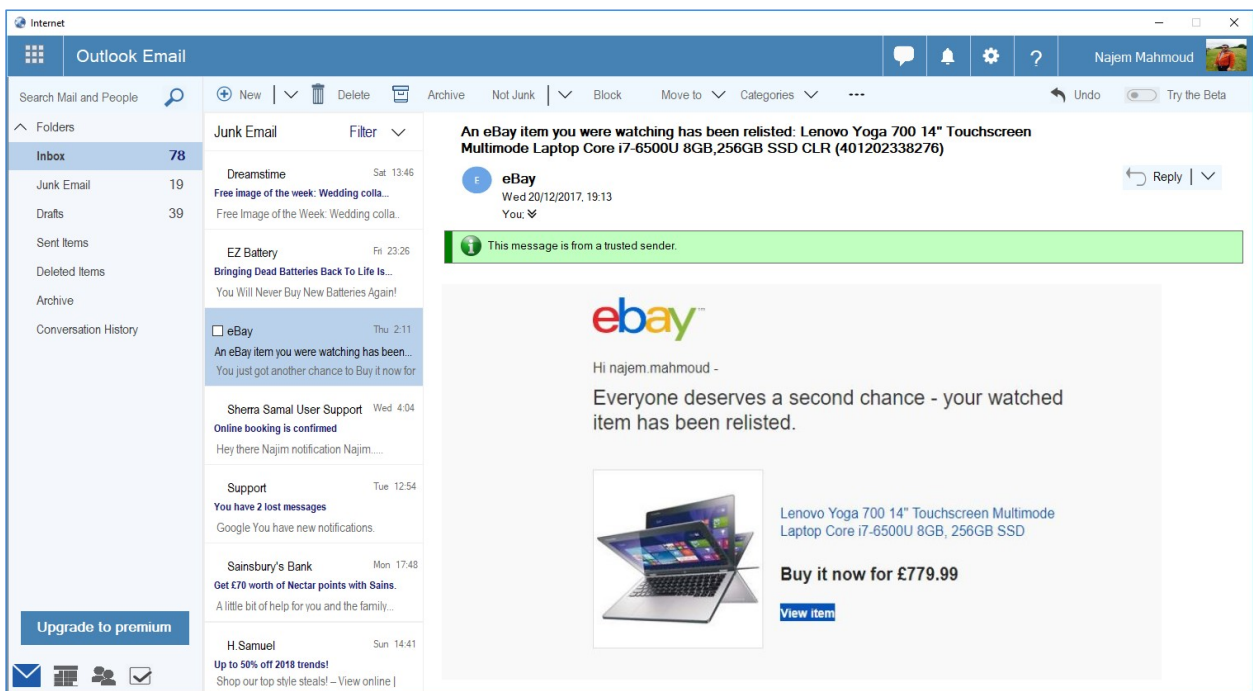 Internet
Outlook Email
Najem Mahmoud
Search Mail and People
New
Delete
Archive
Not Junk
Block
Move to
Categories
Undo
Try the Beta
Folders
Inbox 78
Junk Email 19
Drafts 39
Sent Items
Deleted Items
Archive
Conversation History
Upgrade to premium
Junk Email Filter
Dreamstime Sat 13:46
Free image of the week: Wedding colla...
Free Image of the Week: Wedding colla..
EZ Battery Fri 23:26
Bringing Dead Batteries Back To Life Is...
You Will Never Buy New Batteries Again!
eBay Thu 2:11
An eBay item you were watching has been...
You just got another chance to Buy it now for
Sherra Samal User Support Wed 4:04
Online booking is confirmed
Hey there Najim notification Najim.....
Support Tue 12:54
You have 2 lost messages
Google You have new notifications.
Sainsbury's Bank Mon 17:48
Get £70 worth of Nectar points with Sains.
A little bit of help for you and the family...
H.Samuel Sun 14:41
Up to 50% off 2018 trends!
Shop our top style steals! – View online |
An eBay item you were watching has been relisted: Lenovo Yoga 700 14" Touchscreen
Multimode Laptop Core i7-6500U 8GB,256GB SSD CLR (401202338276)
E
eBay
Wed 20/12/2017, 19:13
You;
Reply
This message is from a trusted sender.
ebay™
Hi najem.mahmoud -
Everyone deserves a second chance - your watched
item has been relisted.
Lenovo Yoga 700 14" Touchscreen Multimode
Laptop Core i7-6500U 8GB, 256GB SSD
Buy it now for £779.99
View item